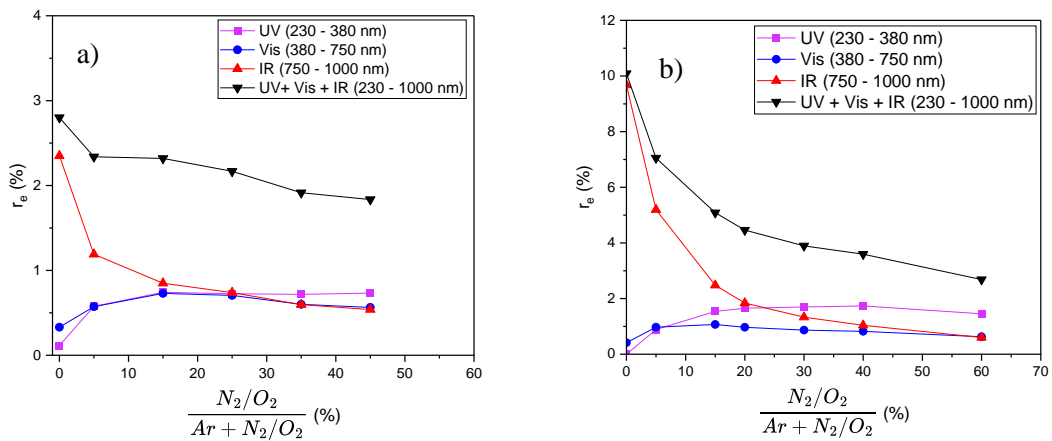 a)
UV (230 - 380 nm)
Vis (380 - 750 nm)
IR (750 - 1000 nm)
UV+ Vis + IR (230 - 1000 nm)
4
3
2
1
0
r_e (%)
0 10 20 30 40 50 60
N_2/O_2
Ar + N_2/O_2 (%)
b)
UV (230 - 380 nm)
Vis (380 - 750 nm)
IR (750 - 1000 nm)
UV + Vis + IR (230 - 1000 nm)
12
10
8
6
4
2
0
r_e (%)
0 10 20 30 40 50 60 70
N_2/O_2
Ar + N_2/O_2 (%)